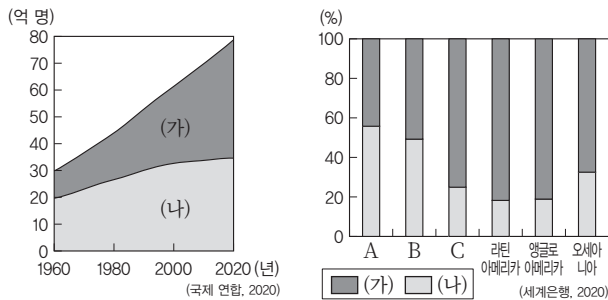 (억 명)
80
70
60
50
40
30
20
10
0
(가)
(나)
1960 1980 2000 2020(년)
(국제 연합, 2020)
(%)
100
80
60
40
20
0
A B C 라틴아메리카 앵글로아메리카 오세아니아
(가) (나)
(세계은행, 2020)